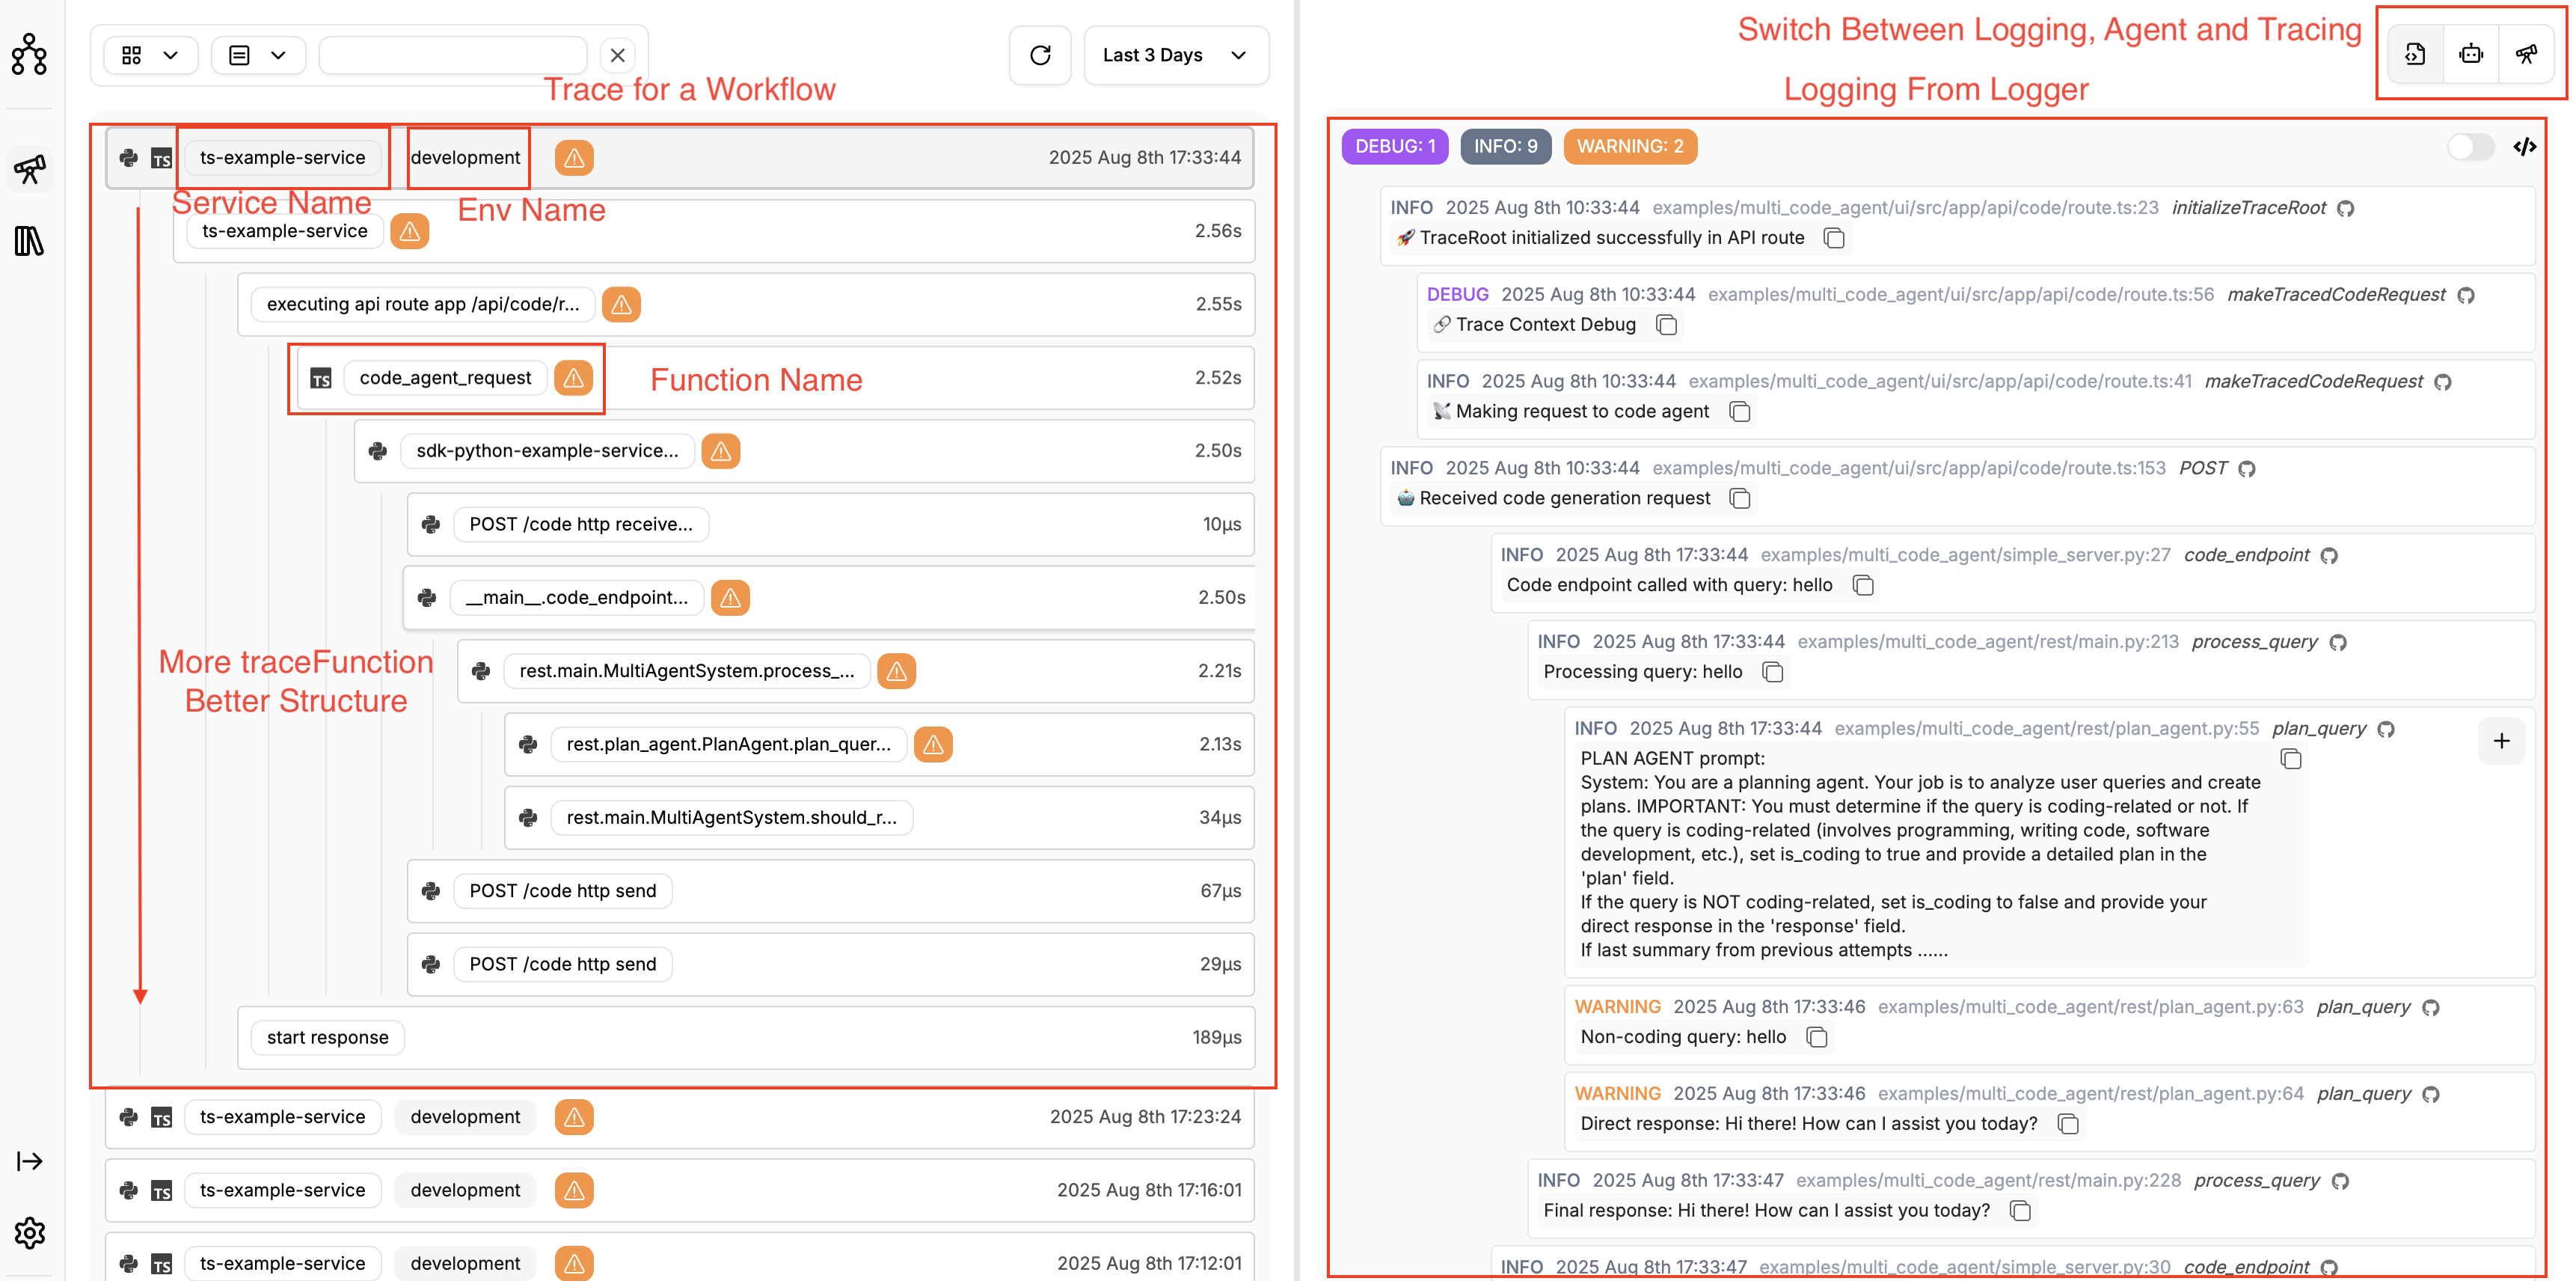 Last 3 Days
Trace for a Workflow
TS ts-example-service development 2025 Aug 8th 17:33:44
Service Name
Env Name
ts-example-service 2.56s
executing api route app /api/code/r... 2.55s
TS code_agent_request 2.52s
Function Name
sdk-python-example-service... 2.50s
POST /code http receive... 10µs
__main__.code_endpoint... 2.50s
More traceFunction
Better Structure
rest.main.MultiAgentSystem.process_... 2.21s
rest.plan_agent.PlanAgent.plan_quer... 2.13s
rest.main.MultiAgentSystem.should_r... 34µs
POST /code http send 67µs
POST /code http send 29µs
start response 189µs
TS ts-example-service development 2025 Aug 8th 17:23:24
TS ts-example-service development 2025 Aug 8th 17:16:01
TS ts-example-service development 2025 Aug 8th 17:12:01
Switch Between Logging, Agent and Tracing
Logging From Logger
DEBUG: 1 INFO: 9 WARNING: 2
INFO 2025 Aug 8th 10:33:44 examples/multi_code_agent/ui/src/app/api/code/route.ts:23 initializeTraceRoot
🚀 TraceRoot initialized successfully in API route
DEBUG 2025 Aug 8th 10:33:44 examples/multi_code_agent/ui/src/app/api/code/route.ts:56 makeTracedCodeRequest
🔗 Trace Context Debug
INFO 2025 Aug 8th 10:33:44 examples/multi_code_agent/ui/src/app/api/code/route.ts:41 makeTracedCodeRequest
📡 Making request to code agent
INFO 2025 Aug 8th 10:33:44 examples/multi_code_agent/ui/src/app/api/code/route.ts:153 POST
🤖 Received code generation request
INFO 2025 Aug 8th 17:33:44 examples/multi_code_agent/simple_server.py:27 code_endpoint
Code endpoint called with query: hello
INFO 2025 Aug 8th 17:33:44 examples/multi_code_agent/rest/main.py:213 process_query
Processing query: hello
INFO 2025 Aug 8th 17:33:44 examples/multi_code_agent/rest/plan_agent.py:55 plan_query
PLAN AGENT prompt:
System: You are a planning agent. Your job is to analyze user queries and create
plans. IMPORTANT: You must determine if the query is coding-related or not. If
the query is coding-related (involves programming, writing code, software
development, etc.), set is_coding to true and provide a detailed plan in the
'plan' field.
If the query is NOT coding-related, set is_coding to false and provide your
direct response in the 'response' field.
If last summary from previous attempts ......
WARNING 2025 Aug 8th 17:33:46 examples/multi_code_agent/rest/plan_agent.py:63 plan_query
Non-coding query: hello
WARNING 2025 Aug 8th 17:33:46 examples/multi_code_agent/rest/plan_agent.py:64 plan_query
Direct response: Hi there! How can I assist you today?
INFO 2025 Aug 8th 17:33:47 examples/multi_code_agent/rest/main.py:228 process_query
Final response: Hi there! How can I assist you today?
INFO 2025 Aug 8th 17:33:47 examples/multi_code_agent/simple_server.py:30 code_endpoint